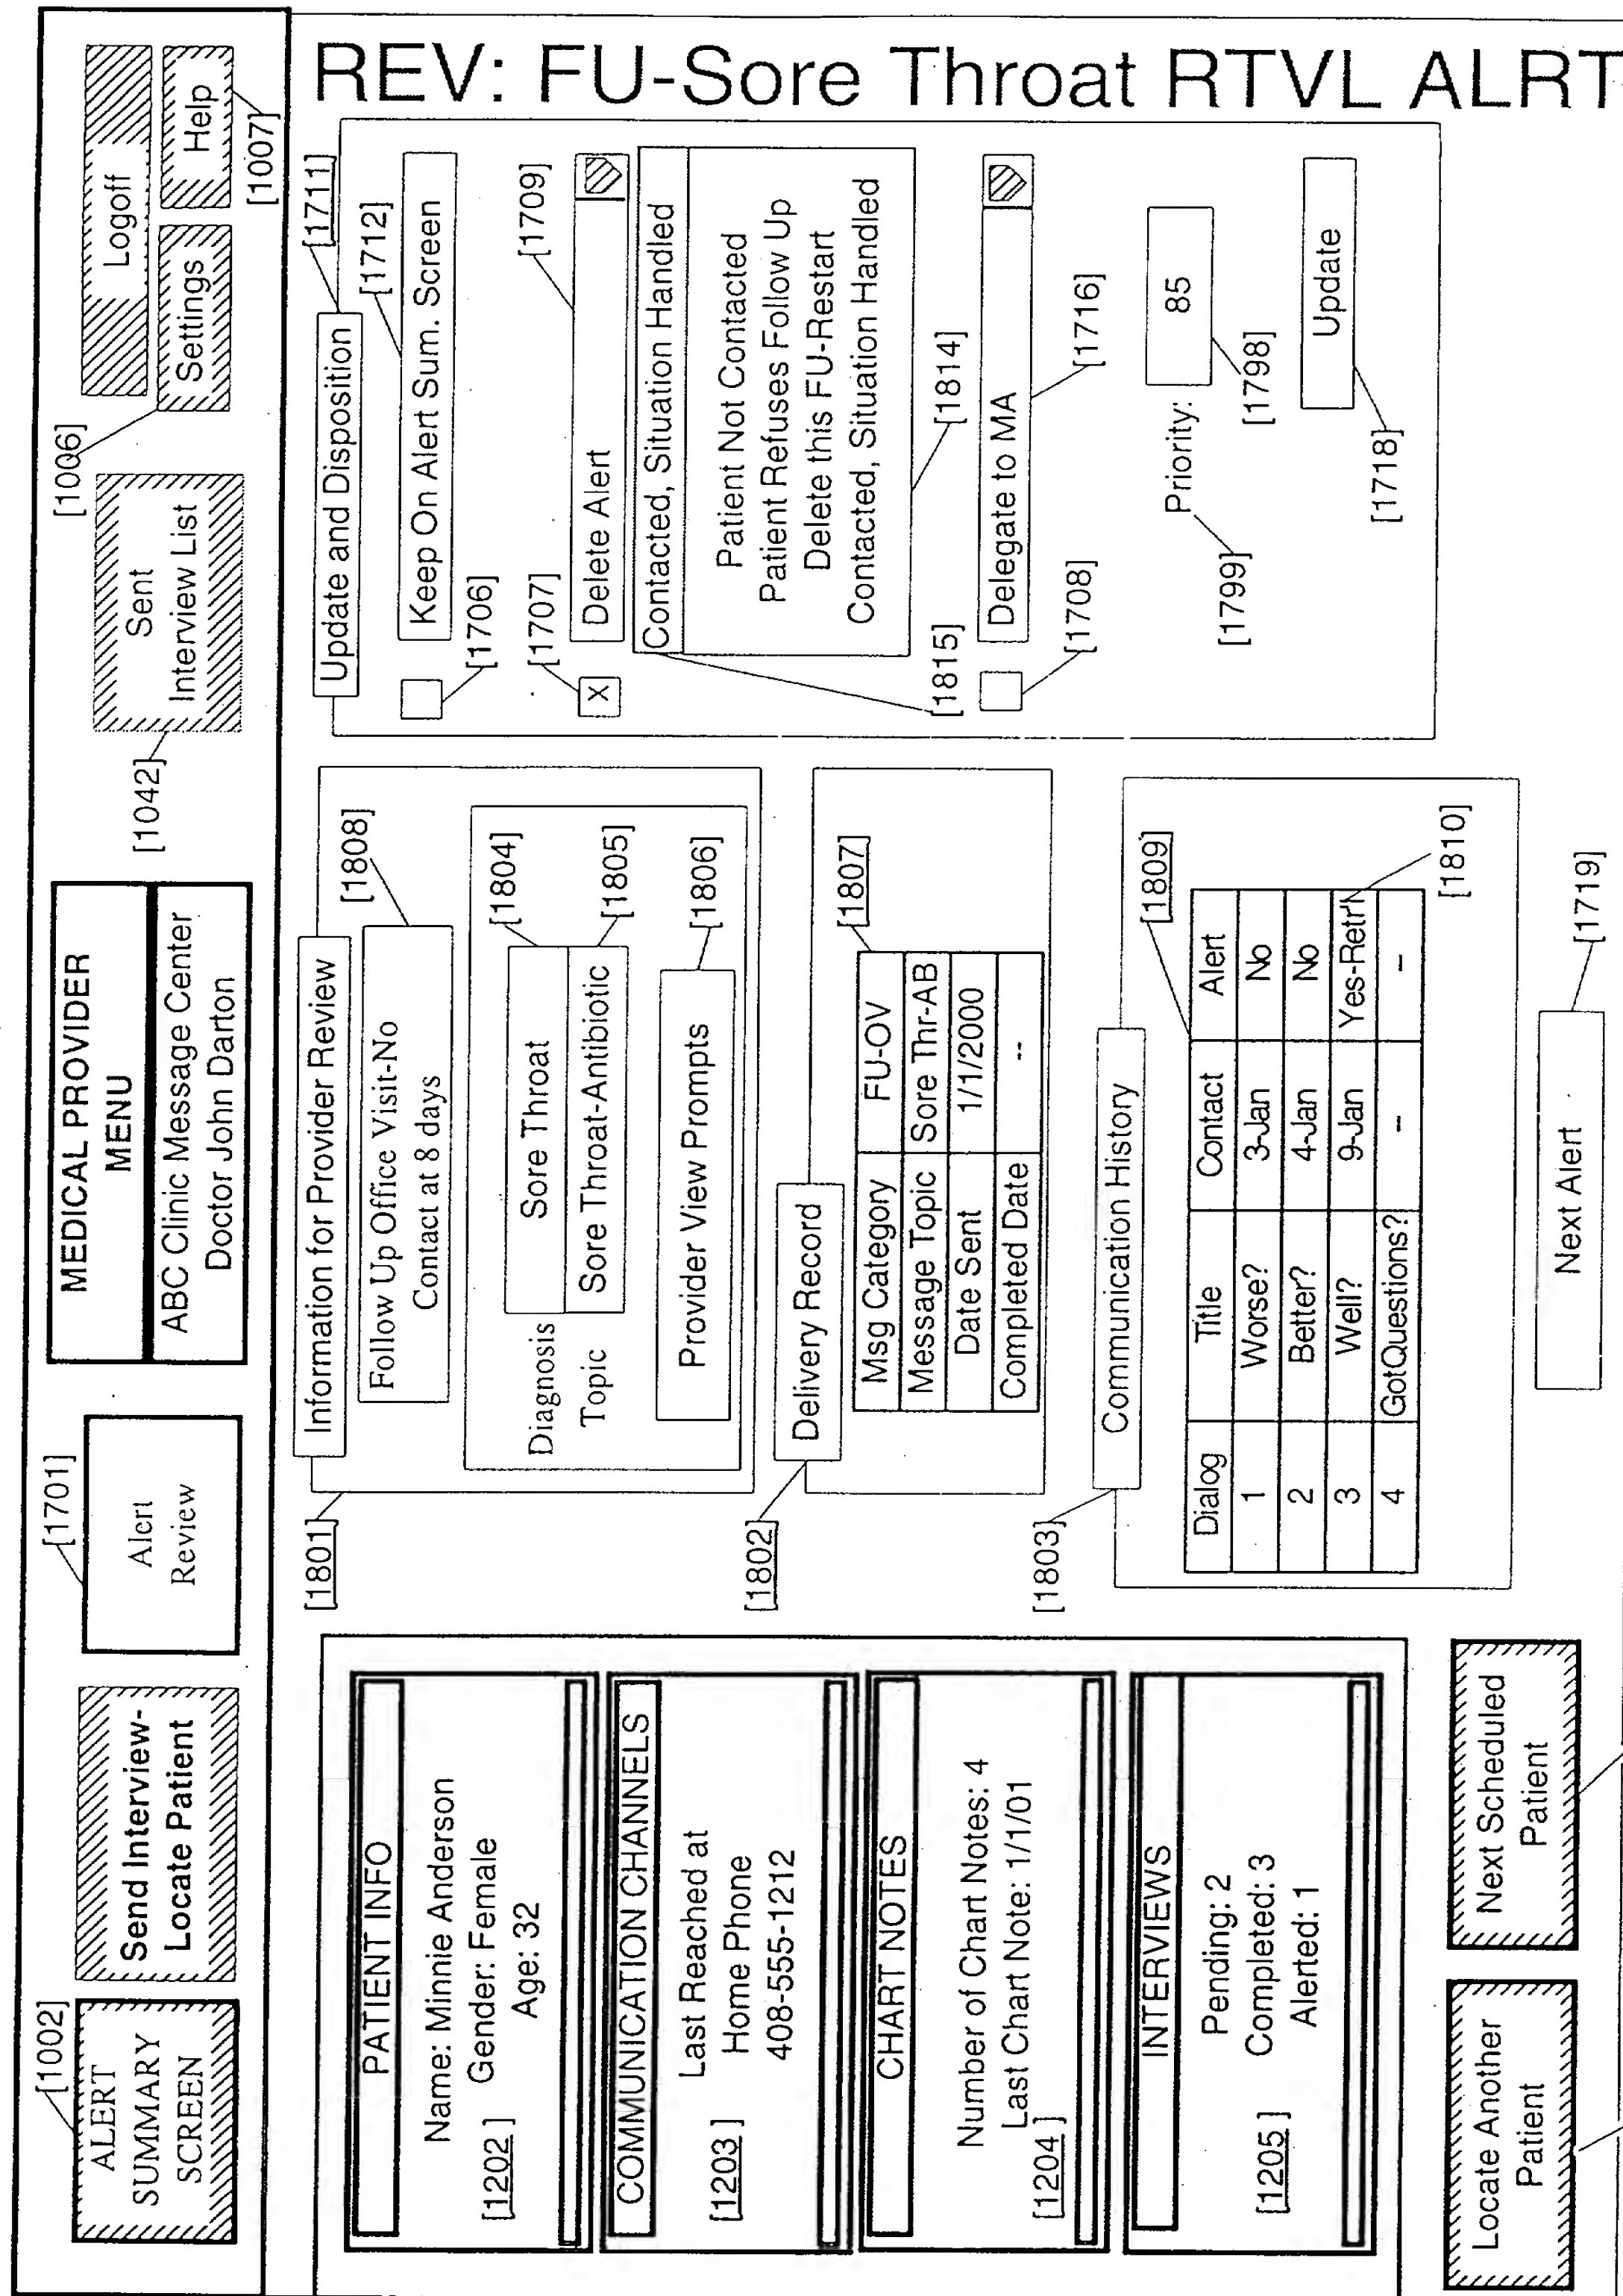 [1002]
ALERT
SUMMARY
SCREEN
Send Interview-
Locate Patient
[1701]
Alert
Review
MEDICAL PROVIDER
MENU
ABC Clinic Message Center
Doctor John Darton
[1042]
Sent
Interview List
[1006]
Logoff
Settings
Help
[1007]
PATIENT INFO
Name: Minnie Anderson
Gender: Female
Age: 32
[1202 ]
COMMUNICATION CHANNELS
Last Reached at
Home Phone
408-555-1212
[1203 ]
CHART NOTES
Number of Chart Notes: 4
Last Chart Note: 1/1/01
[1204 ]
INTERVIEWS
Pending: 2
Completed: 3
Alerted: 1
[1205 ]
Locate Another
Patient
Next Scheduled
Patient
[1801]
Information for Provider Review
Follow Up Office Visit-No
Contact at 8 days
[1808]
Diagnosis Sore Throat
[1804]
Topic Sore Throat-Antibiotic
[1805]
Provider View Prompts
[1806]
[1802]
Delivery Record
Msg Category FU-OV
Message Topic Sore Thr-AB
Date Sent 1/1/2000
Completed Date --
[1807]
[1803]
Communication History
[1809]
Dialog Title Contact Alert
1 Worse? 3-Jan No
2 Better? 4-Jan No
3 Well? 9-Jan Yes-Retr'l
4 GotQuestions? -- --
[1810]
Next Alert
[1719]
Update and Disposition
[1711]
Keep On Alert Sum. Screen
[1712]
[1706]
[1707]
X
Delete Alert
[1709]
Contacted, Situation Handled
Patient Not Contacted
Patient Refuses Follow Up
Delete this FU-Restart
Contacted, Situation Handled
[1815]
[1814]
Delegate to MA
[1708]
[1716]
Priority: 85
[1799]
[1798]
Update
[1718]
REV: FU-Sore Throat RTVL ALRT